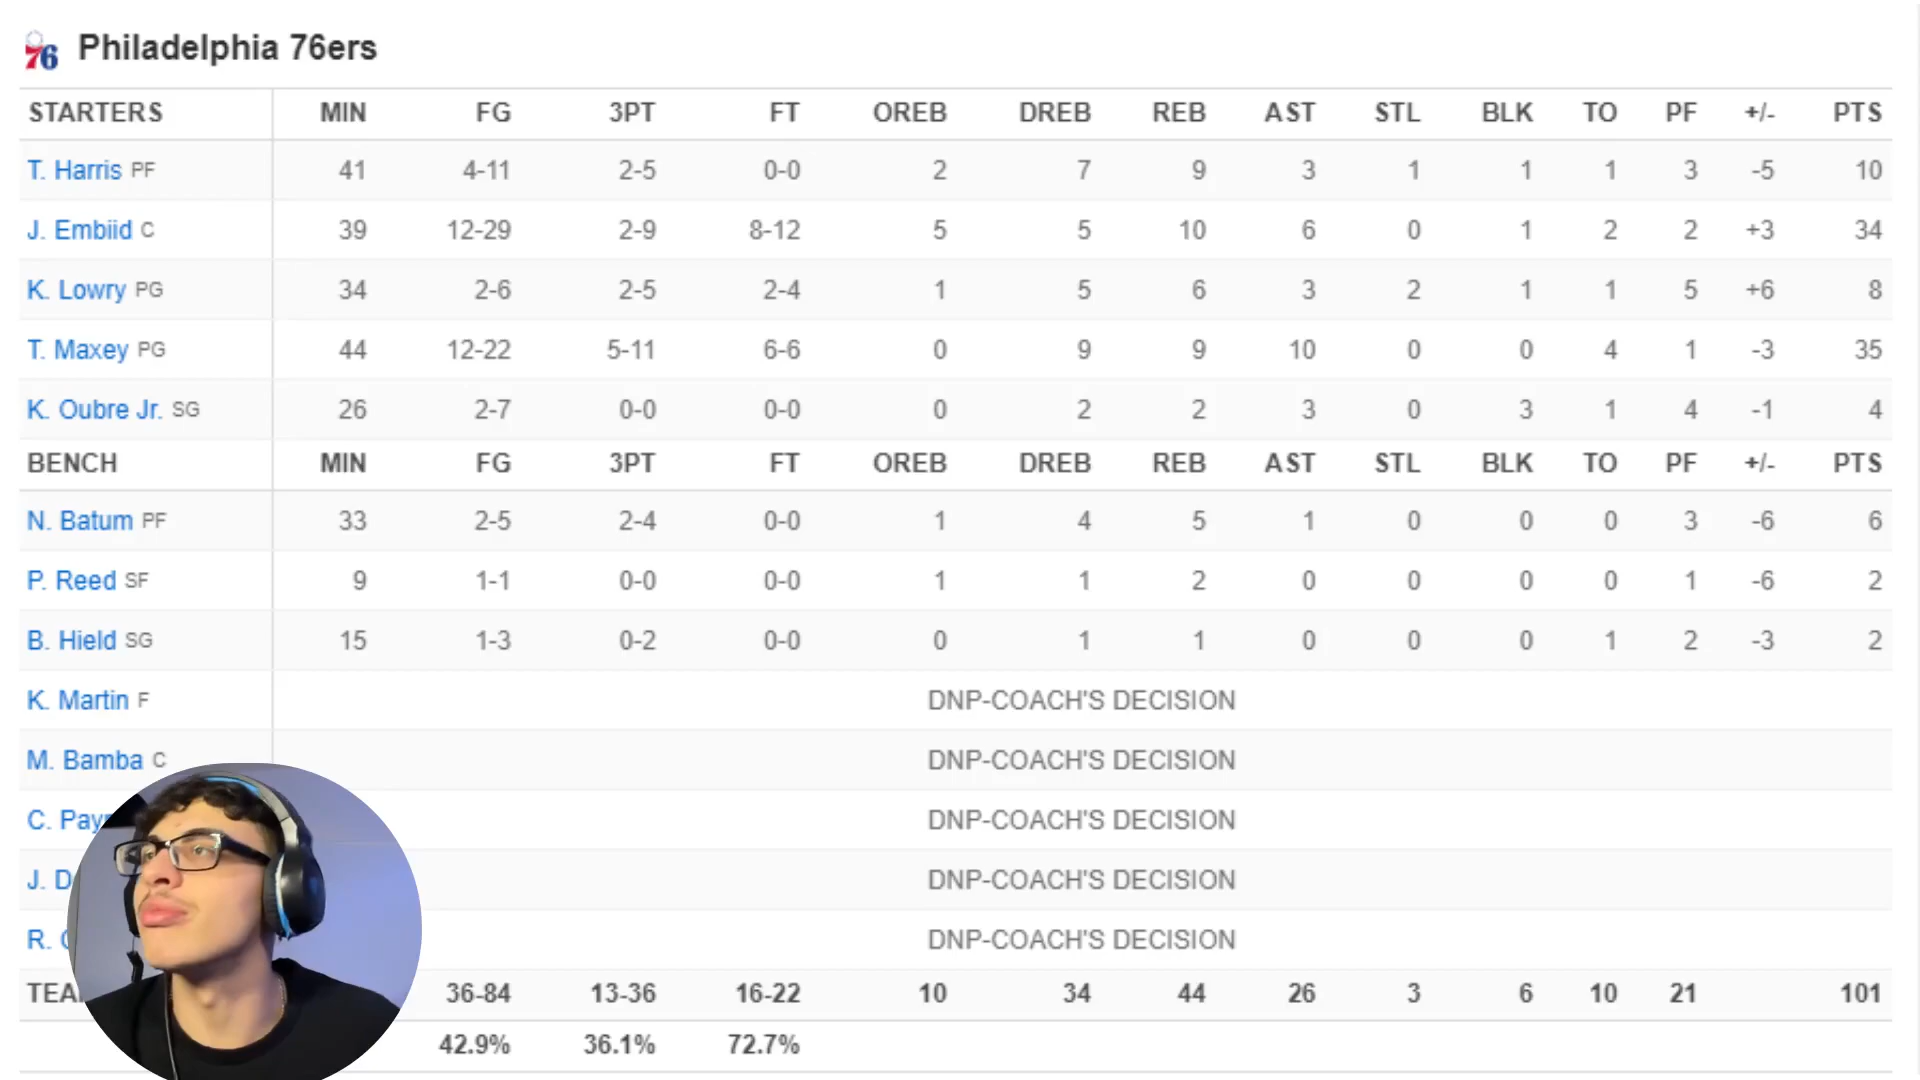 76 Philadelphia 76ers
STARTERS MIN FG 3PT FT OREB DREB REB AST STL BLK TO PF +/- PTS
T. Harris PF 41 4-11 2-5 0-0 2 7 9 3 1 1 1 3 -5 10
J. Embiid C 39 12-29 2-9 8-12 5 5 10 6 0 1 2 2 +3 34
K. Lowry PG 34 2-6 2-5 2-4 1 5 6 3 2 1 1 5 +6 8
T. Maxey PG 44 12-22 5-11 6-6 0 9 9 10 0 0 4 1 -3 35
K. Oubre Jr. SG 26 2-7 0-0 0-0 0 2 2 3 0 3 1 4 -1 4
BENCH MIN FG 3PT FT OREB DREB REB AST STL BLK TO PF +/- PTS
N. Batum PF 33 2-5 2-4 0-0 1 4 5 1 0 0 0 3 -6 6
P. Reed SF 9 1-1 0-0 0-0 1 1 2 0 0 0 0 1 -6 2
B. Hield SG 15 1-3 0-2 0-0 0 1 1 0 0 0 1 2 -3 2
K. Martin F DNP-COACH'S DECISION
M. Bamba C DNP-COACH'S DECISION
C. DNP-COACH'S DECISION
J. DNP-COACH'S DECISION
R. DNP-COACH'S DECISION
36-84 13-36 16-22 10 34 44 26 3 6 10 21 101
42.9% 36.1% 72.7%